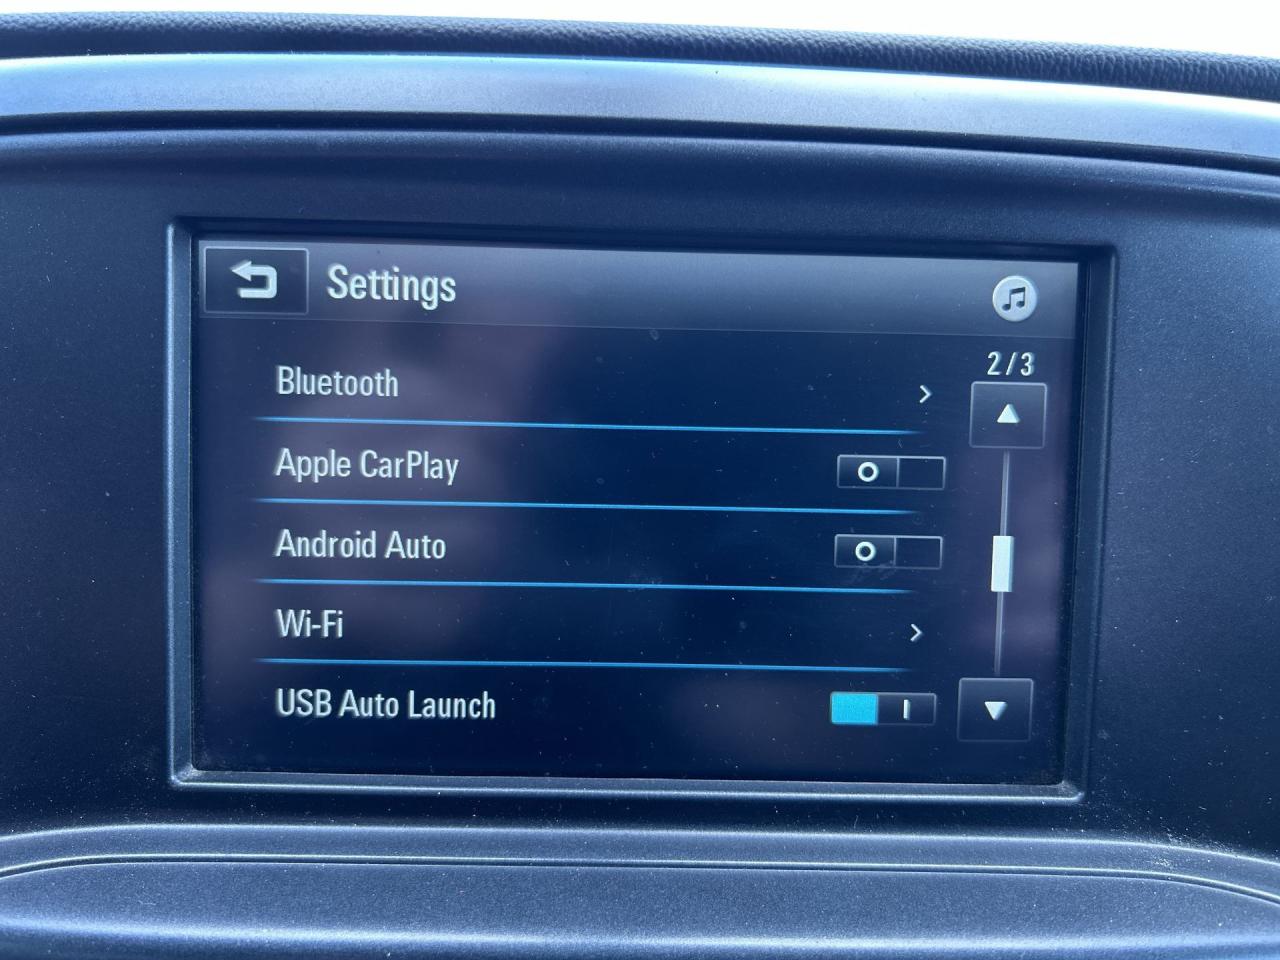 Settings
2/3
Bluetooth
Apple CarPlay
Android Auto
Wi-Fi
USB Auto Launch